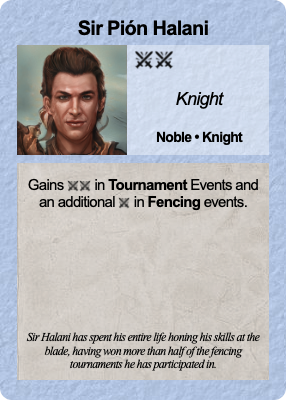 Sir Pión Halani
Knight
Noble • Knight
Gains ⚔⚔ in Tournament Events and
an additional ⚔ in Fencing events.
Sir Halani has spent his entire life honing his skills at the
blade, having won more than half of the fencing
tournaments he has participated in.